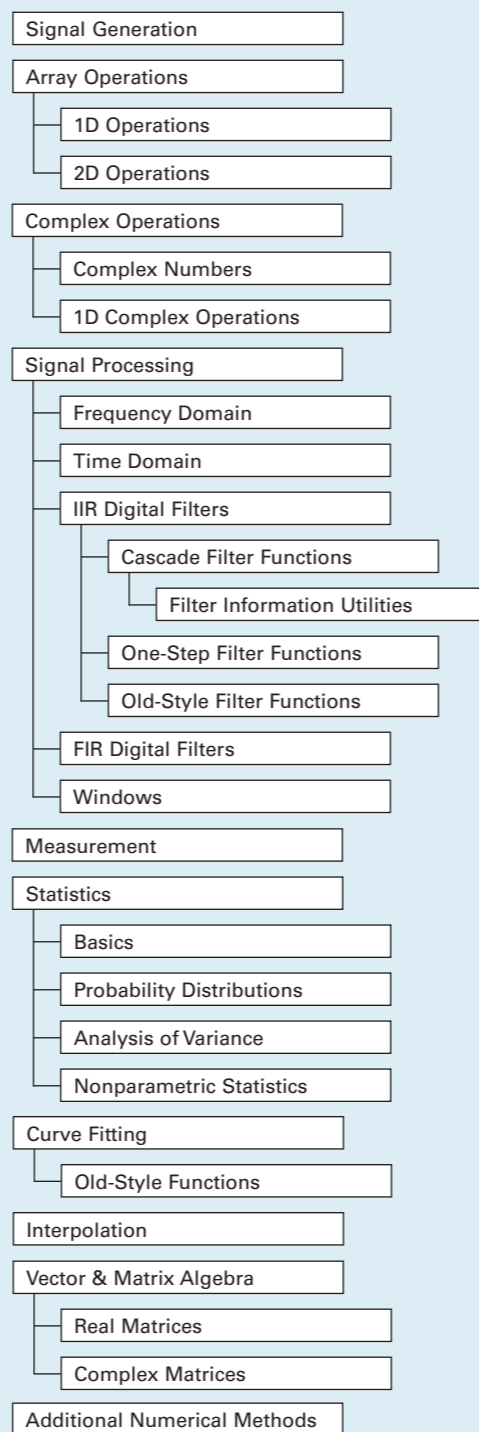 Signal Generation
Array Operations
1D Operations
2D Operations
Complex Operations
Complex Numbers
1D Complex Operations
Signal Processing
Frequency Domain
Time Domain
IIR Digital Filters
Cascade Filter Functions
Filter Information Utilities
One-Step Filter Functions
Old-Style Filter Functions
FIR Digital Filters
Windows
Measurement
Statistics
Basics
Probability Distributions
Analysis of Variance
Nonparametric Statistics
Curve Fitting
Old-Style Functions
Interpolation
Vector & Matrix Algebra
Real Matrices
Complex Matrices
Additional Numerical Methods